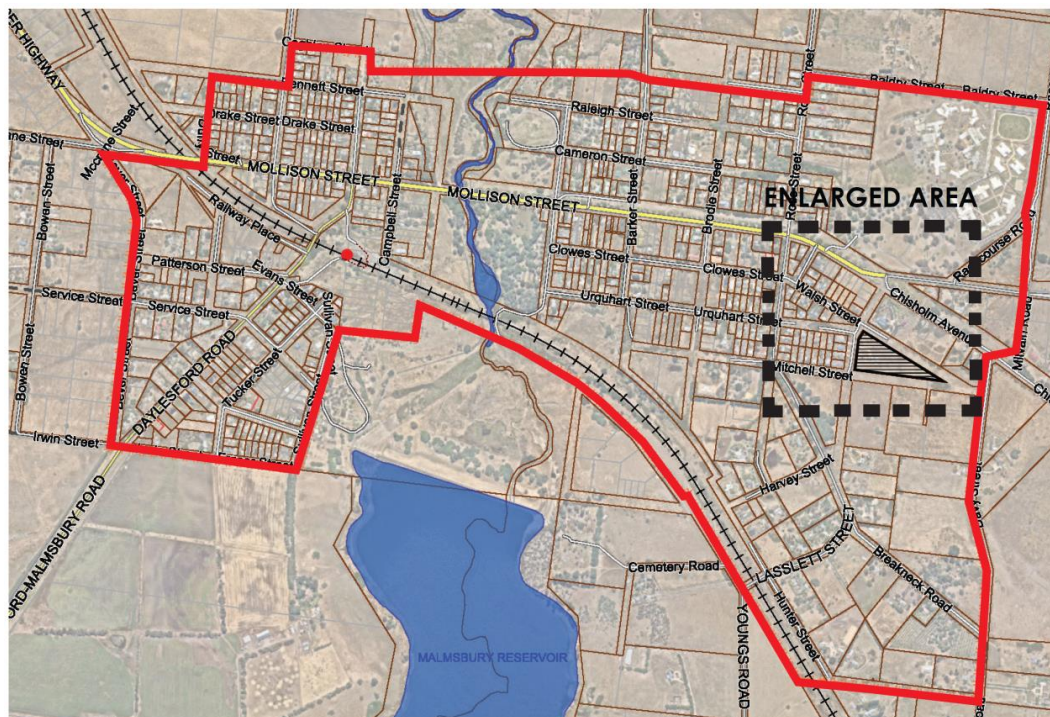 Bennett Street
Baldry Street
Baldry Street
Drake Street
Drake Street
Raleigh Street
Street
MOLLISON STREET
Cameron Street
MOLLISON STREET
ENLARGED AREA
Bowen Street
Railway Place
Campbell Street
Barker Street
Brodie Street
Racecourse Road
Patterson Street
Evans Street
Clowes Street
Clowes Street
Walsh Street
Chisholm Avenue
Service Street
Service Street
Urquhart Street
Urquhart Street
Mitchell Street
Bowen Street
DAYLESFORD ROAD
Tucker Street
Irwin Street
Harvey Street
LASSLETT STREET
Breakneck Road
Cemetery Road
Hunter Street
YOUNGS ROAD
MALMSBURY RESERVOIR
ORD-MALMSBURY ROAD